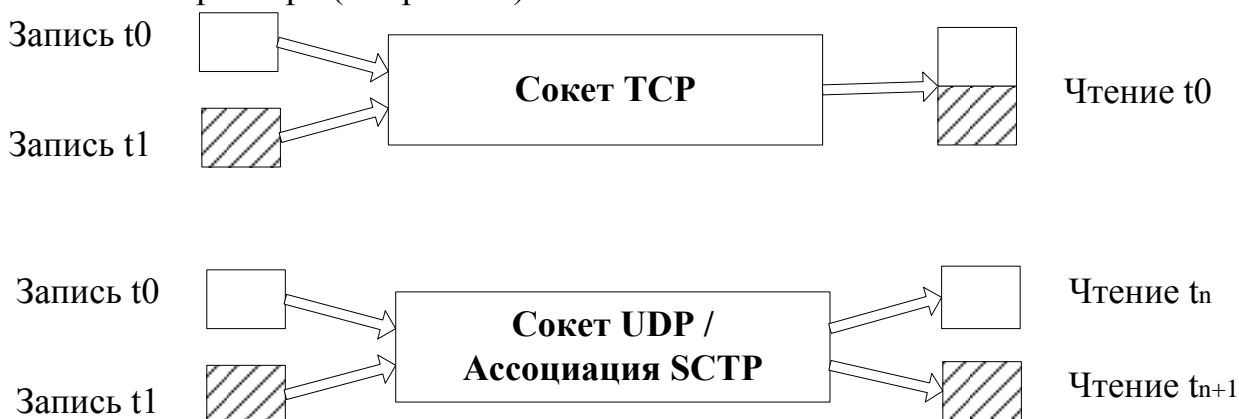 Запись t0
Сокет TCP
Чтение t0
Запись t1
Запись t0
Чтение tn
Сокет UDP /
Ассоциация SCTP
Чтение tn+1
Запись t1